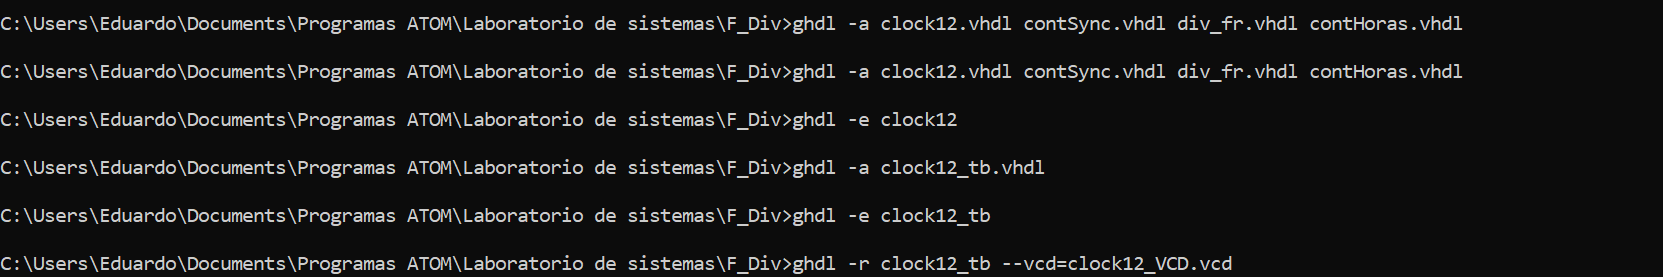 C:\Users\Eduardo\Documents\Programas ATOM\Laboratorio de sistemas\F_Div>ghdl -a clock12.vhdl contSync.vhdl div_fr.vhdl contHoras.vhdl
C:\Users\Eduardo\Documents\Programas ATOM\Laboratorio de sistemas\F_Div>ghdl -a clock12.vhdl contSync.vhdl div_fr.vhdl contHoras.vhdl
C:\Users\Eduardo\Documents\Programas ATOM\Laboratorio de sistemas\F_Div>ghdl -e clock12
C:\Users\Eduardo\Documents\Programas ATOM\Laboratorio de sistemas\F_Div>ghdl -a clock12_tb.vhdl
C:\Users\Eduardo\Documents\Programas ATOM\Laboratorio de sistemas\F_Div>ghdl -e clock12_tb
C:\Users\Eduardo\Documents\Programas ATOM\Laboratorio de sistemas\F_Div>ghdl -r clock12_tb --vcd=clock12_VCD.vcd